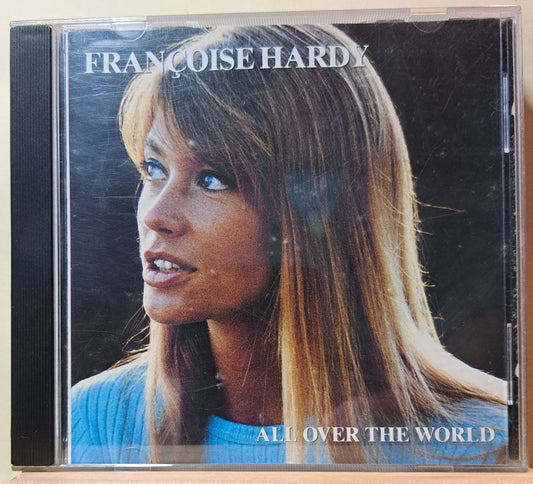 FRANÇOISE HARDY
ALL OVER THE WORLD